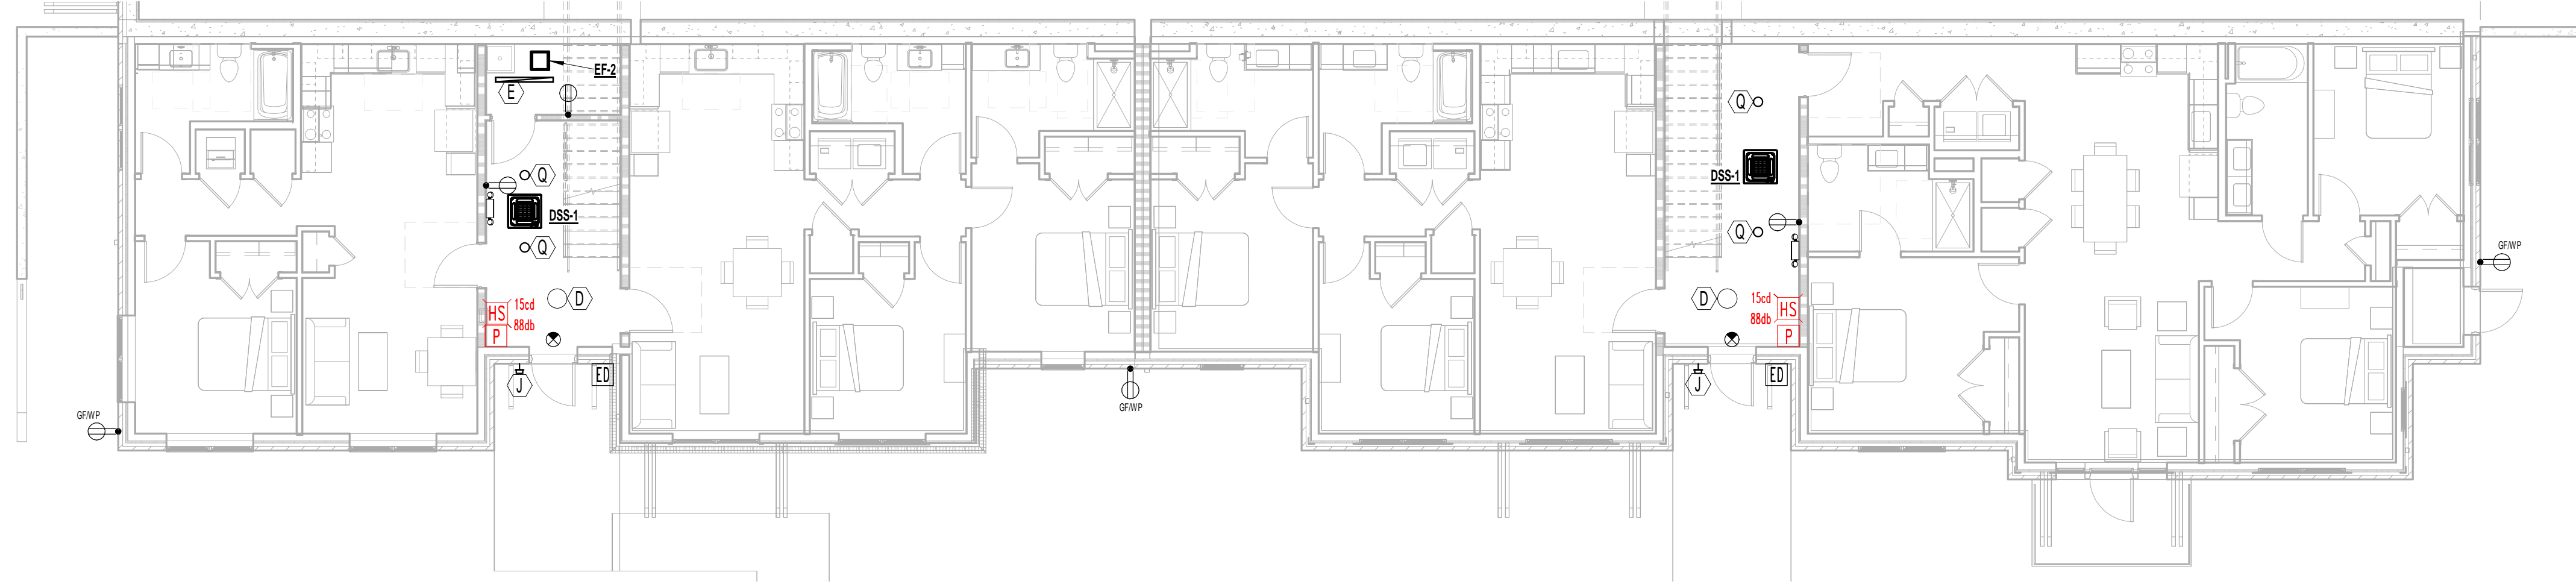 EF-2
E
Q
Q
DSS-1
Q
DSS-1
Q
GF/WP
15cd
HS
88db
P
D
D
15cd
HS
88db
P
J
ED
J
ED
GF/WP
GF/WP